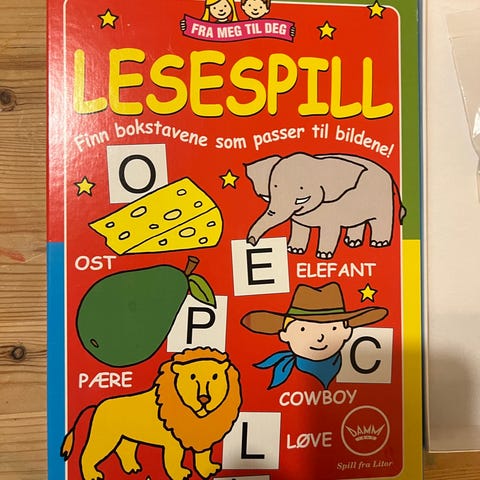 FRA MEG TIL DEG
LESESPILL
Finn bokstavene som passer til bildene!
O
OST
E
ELEFANT
P
PÆRE
C
COWBOY
L
LØVE
DAMM
Spill fra Litor